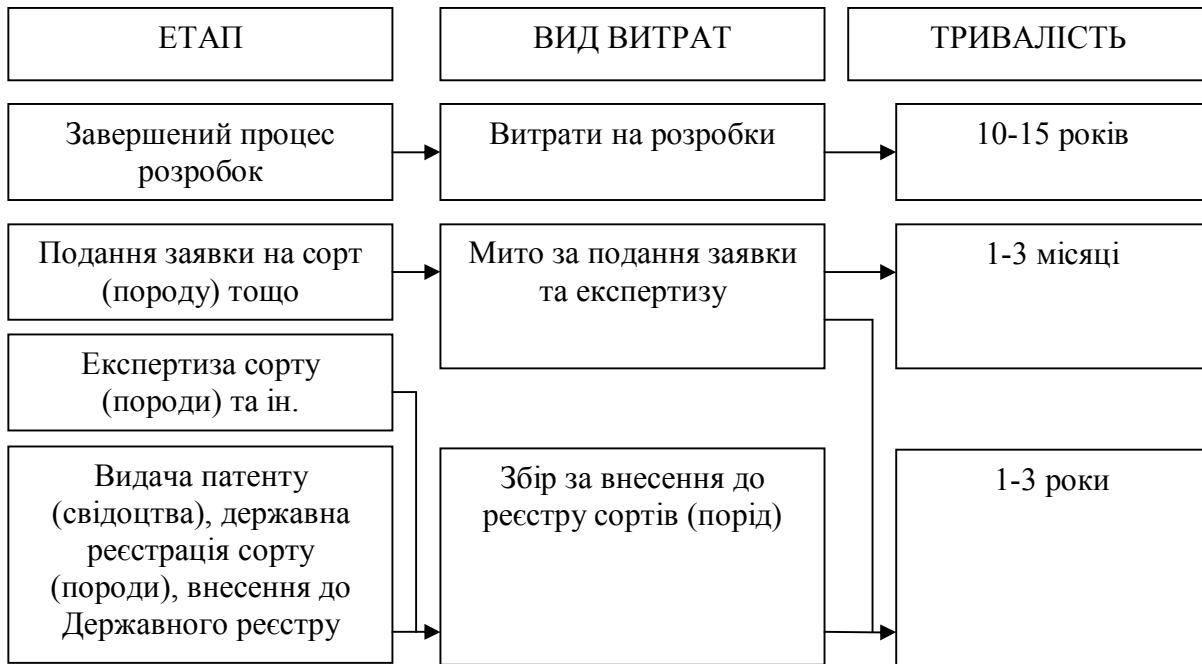 ЕТАП
ВИД ВИТРАТ
ТРИВАЛІСТЬ
Завершений процес
розробок
Витрати на розробки
10-15 років
Подання заявки на сорт
(породу) тощо
Мито за подання заявки
та експертизу
1-3 місяці
Експертиза сорту
(породи) та ін.
Видача патенту
(свідоцтва), державна
реєстрація сорту
(породи), внесення до
Державного реєстру
Збір за внесення до
реєстру сортів (порід)
1-3 роки